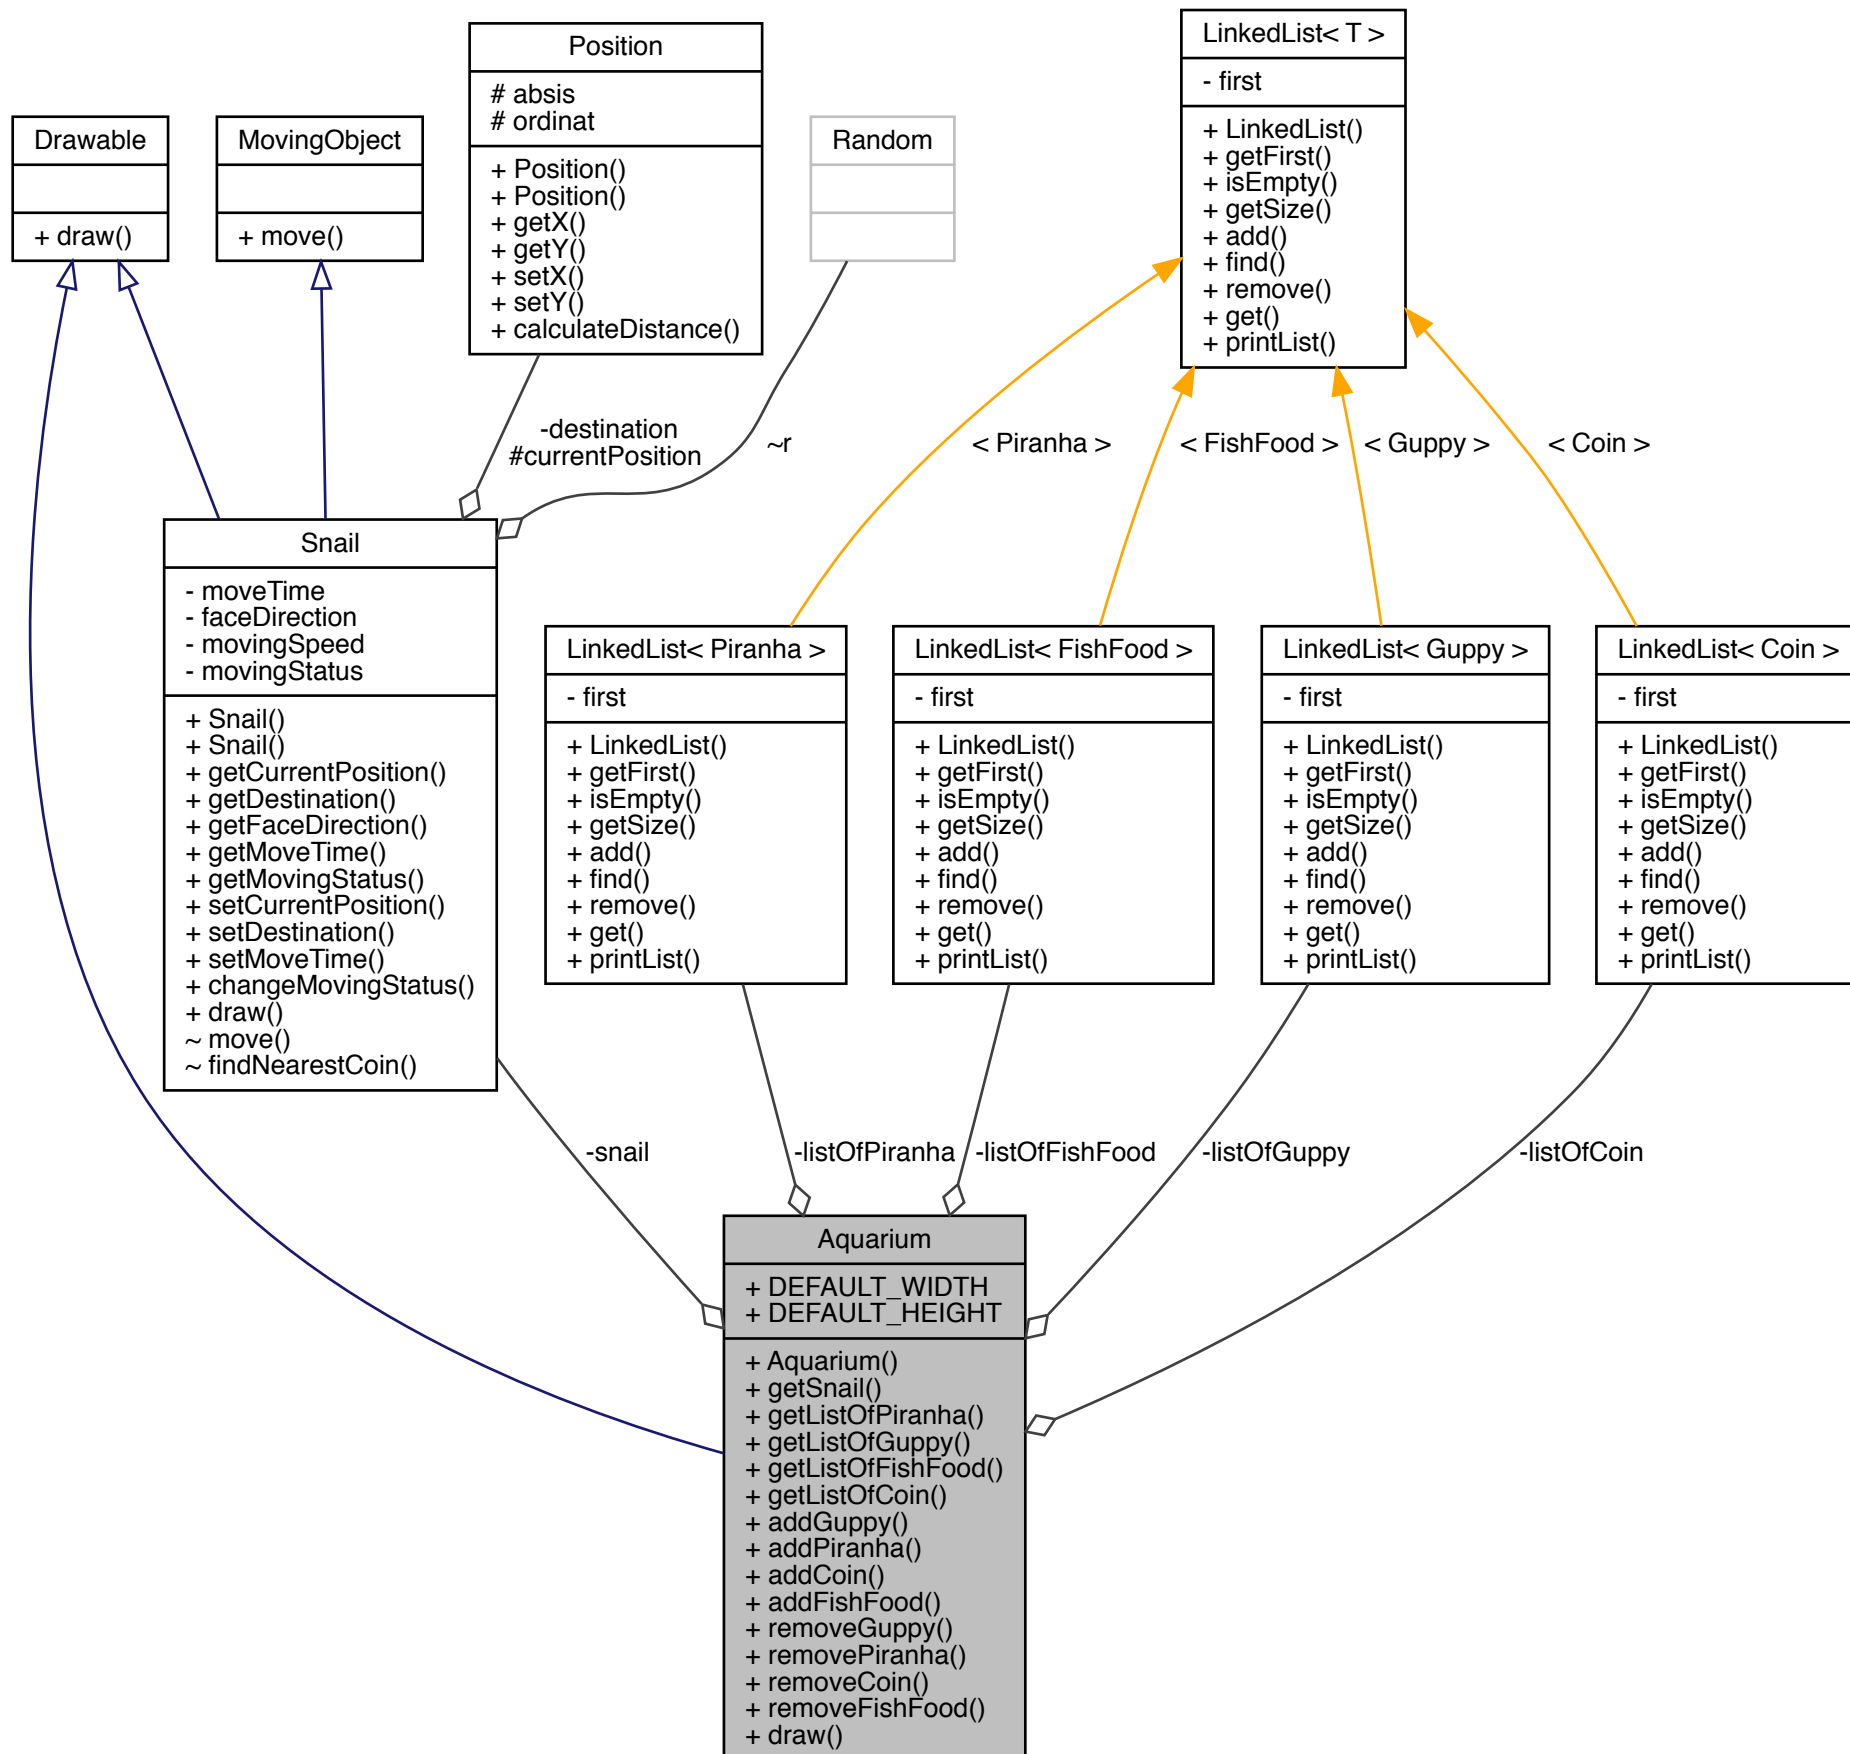 Position
# absis
# ordinat
+ Position()
+ Position()
+ getX()
+ getY()
+ setX()
+ setY()
+ calculateDistance()
LinkedList< T >
- first
+ LinkedList()
+ getFirst()
+ isEmpty()
+ getSize()
+ add()
+ find()
+ remove()
+ get()
+ printList()
Drawable
+ draw()
MovingObject
+ move()
Random
-destination
#currentPosition
~r
< Piranha >
< FishFood >
< Guppy >
< Coin >
Snail
- moveTime
- faceDirection
- movingSpeed
- movingStatus
+ Snail()
+ Snail()
+ getCurrentPosition()
+ getDestination()
+ getFaceDirection()
+ getMoveTime()
+ getMovingStatus()
+ setCurrentPosition()
+ setDestination()
+ setMoveTime()
+ changeMovingStatus()
+ draw()
~ move()
~ findNearestCoin()
LinkedList< Piranha >
- first
+ LinkedList()
+ getFirst()
+ isEmpty()
+ getSize()
+ add()
+ find()
+ remove()
+ get()
+ printList()
LinkedList< FishFood >
- first
+ LinkedList()
+ getFirst()
+ isEmpty()
+ getSize()
+ add()
+ find()
+ remove()
+ get()
+ printList()
LinkedList< Guppy >
- first
+ LinkedList()
+ getFirst()
+ isEmpty()
+ getSize()
+ add()
+ find()
+ remove()
+ get()
+ printList()
LinkedList< Coin >
- first
+ LinkedList()
+ getFirst()
+ isEmpty()
+ getSize()
+ add()
+ find()
+ remove()
+ get()
+ printList()
-snail
-listOfPiranha
-listOfFishFood
-listOfGuppy
-listOfCoin
Aquarium
+ DEFAULT_WIDTH
+ DEFAULT_HEIGHT
+ Aquarium()
+ getSnail()
+ getListOfPiranha()
+ getListOfGuppy()
+ getListOfFishFood()
+ getListOfCoin()
+ addGuppy()
+ addPiranha()
+ addCoin()
+ addFishFood()
+ removeGuppy()
+ removePiranha()
+ removeCoin()
+ removeFishFood()
+ draw()